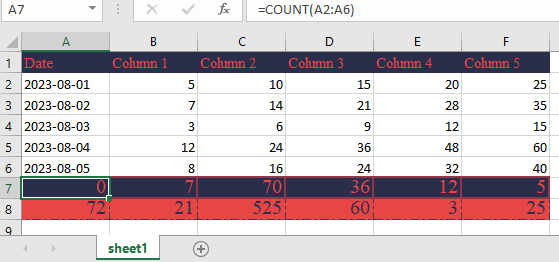 A7 fx =COUNT(A2:A6)
A B C D E F
1 Date Column 1 Column 2 Column 3 Column 4 Column 5
2 2023-08-01 5 10 15 20 25
3 2023-08-02 7 14 21 28 35
4 2023-08-03 3 6 9 12 15
5 2023-08-04 12 24 36 48 60
6 2023-08-05 8 16 24 32 40
7 0 7 70 36 12 5
8 72 21 525 60 3 25
9
sheet1